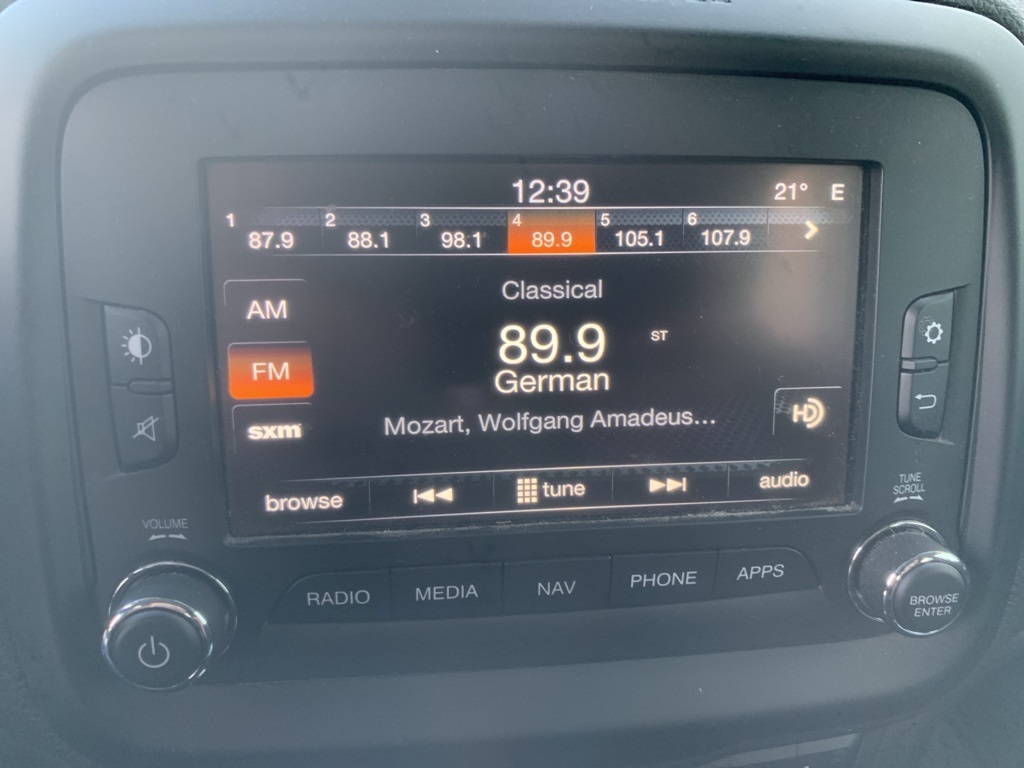 12:39 21° E
1 2 3 4 5 6
87.9 88.1 98.1 89.9 105.1 107.9
Classical
AM
89.9 ST
FM
German
Mozart, Wolfgang Amadeus...
HD
sxm
browse tune audio
VOLUME
TUNE
SCROLL
RADIO MEDIA NAV PHONE APPS
BROWSE
ENTER